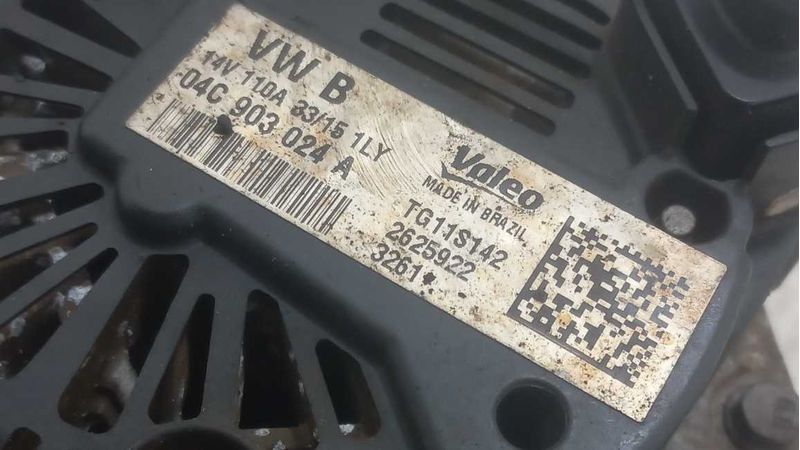 VW B
14V 110A 33/15 1LY
04C 903 024 A
Valeo
MADE IN BRAZIL
TG11S142
2625922
3261